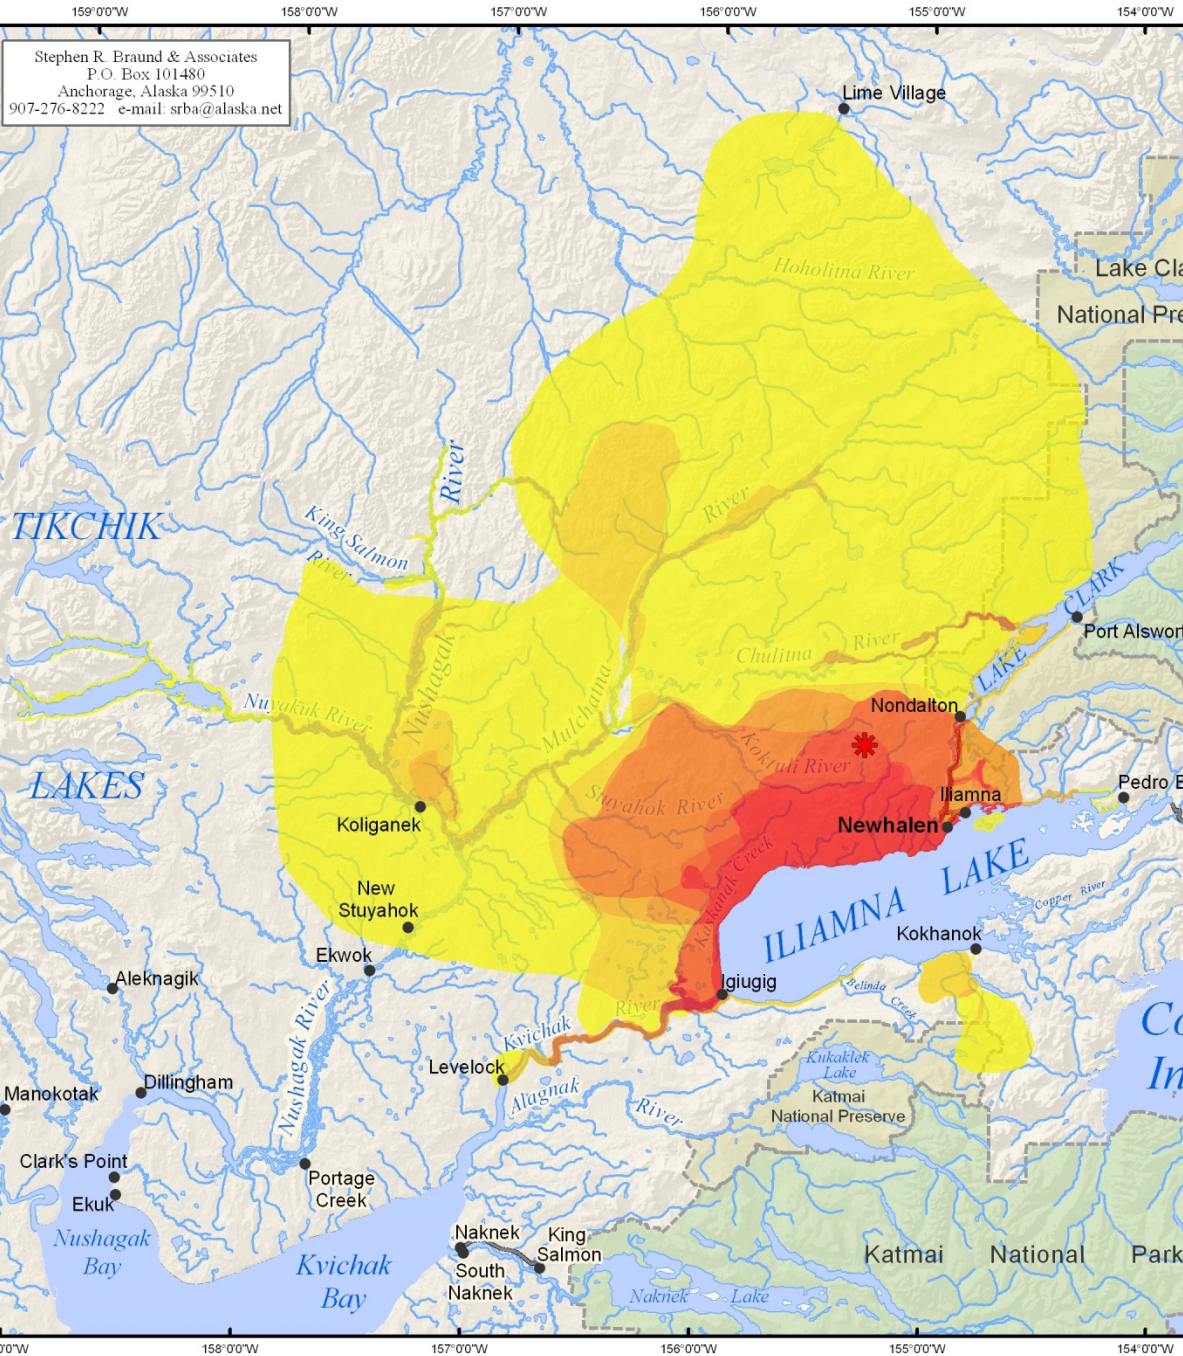 159°0'0"W
158°0'0"W
157°0'0"W
156°0'0"W
155°0'0"W
154°0'0"W
Stephen R. Braund & Associates
P.O. Box 101480
Anchorage, Alaska 99510
907-276-8222 e-mail: srba@alaska.net
Lime Village
Hoholitna River
Lake Cla
National Pre
River
TIKCHIK
King Salmon
River
River
LAKE CLARK
Port Alswort
Chulitna River
Nushagak
Mulchatna
Nuyakuk River
Nondalton
Koktuli River
LAKES
Stuyahok River
Iliamna
Pedro B
Koliganek
Newhalen
Kaskanak Creek
ILIAMNA LAKE
New
Stuyahok
Copper River
Kokhanok
Ekwok
Aleknagik
Igiugig
Belinda
Creek
Nushagak River
Kvichak River
Co
In
Levelock
Kukaklek
Lake
Dillingham
Manokotak
Alagnak River
Katmai
National Preserve
Clark's Point
Ekuk
Portage
Creek
Nushagak
Bay
Kvichak
Bay
Naknek
King
Salmon
South
Naknek
Katmai National Park
Naknek Lake
0'0"W
158°0'0"W
157°0'0"W
156°0'0"W
155°0'0"W
154°0'0"W